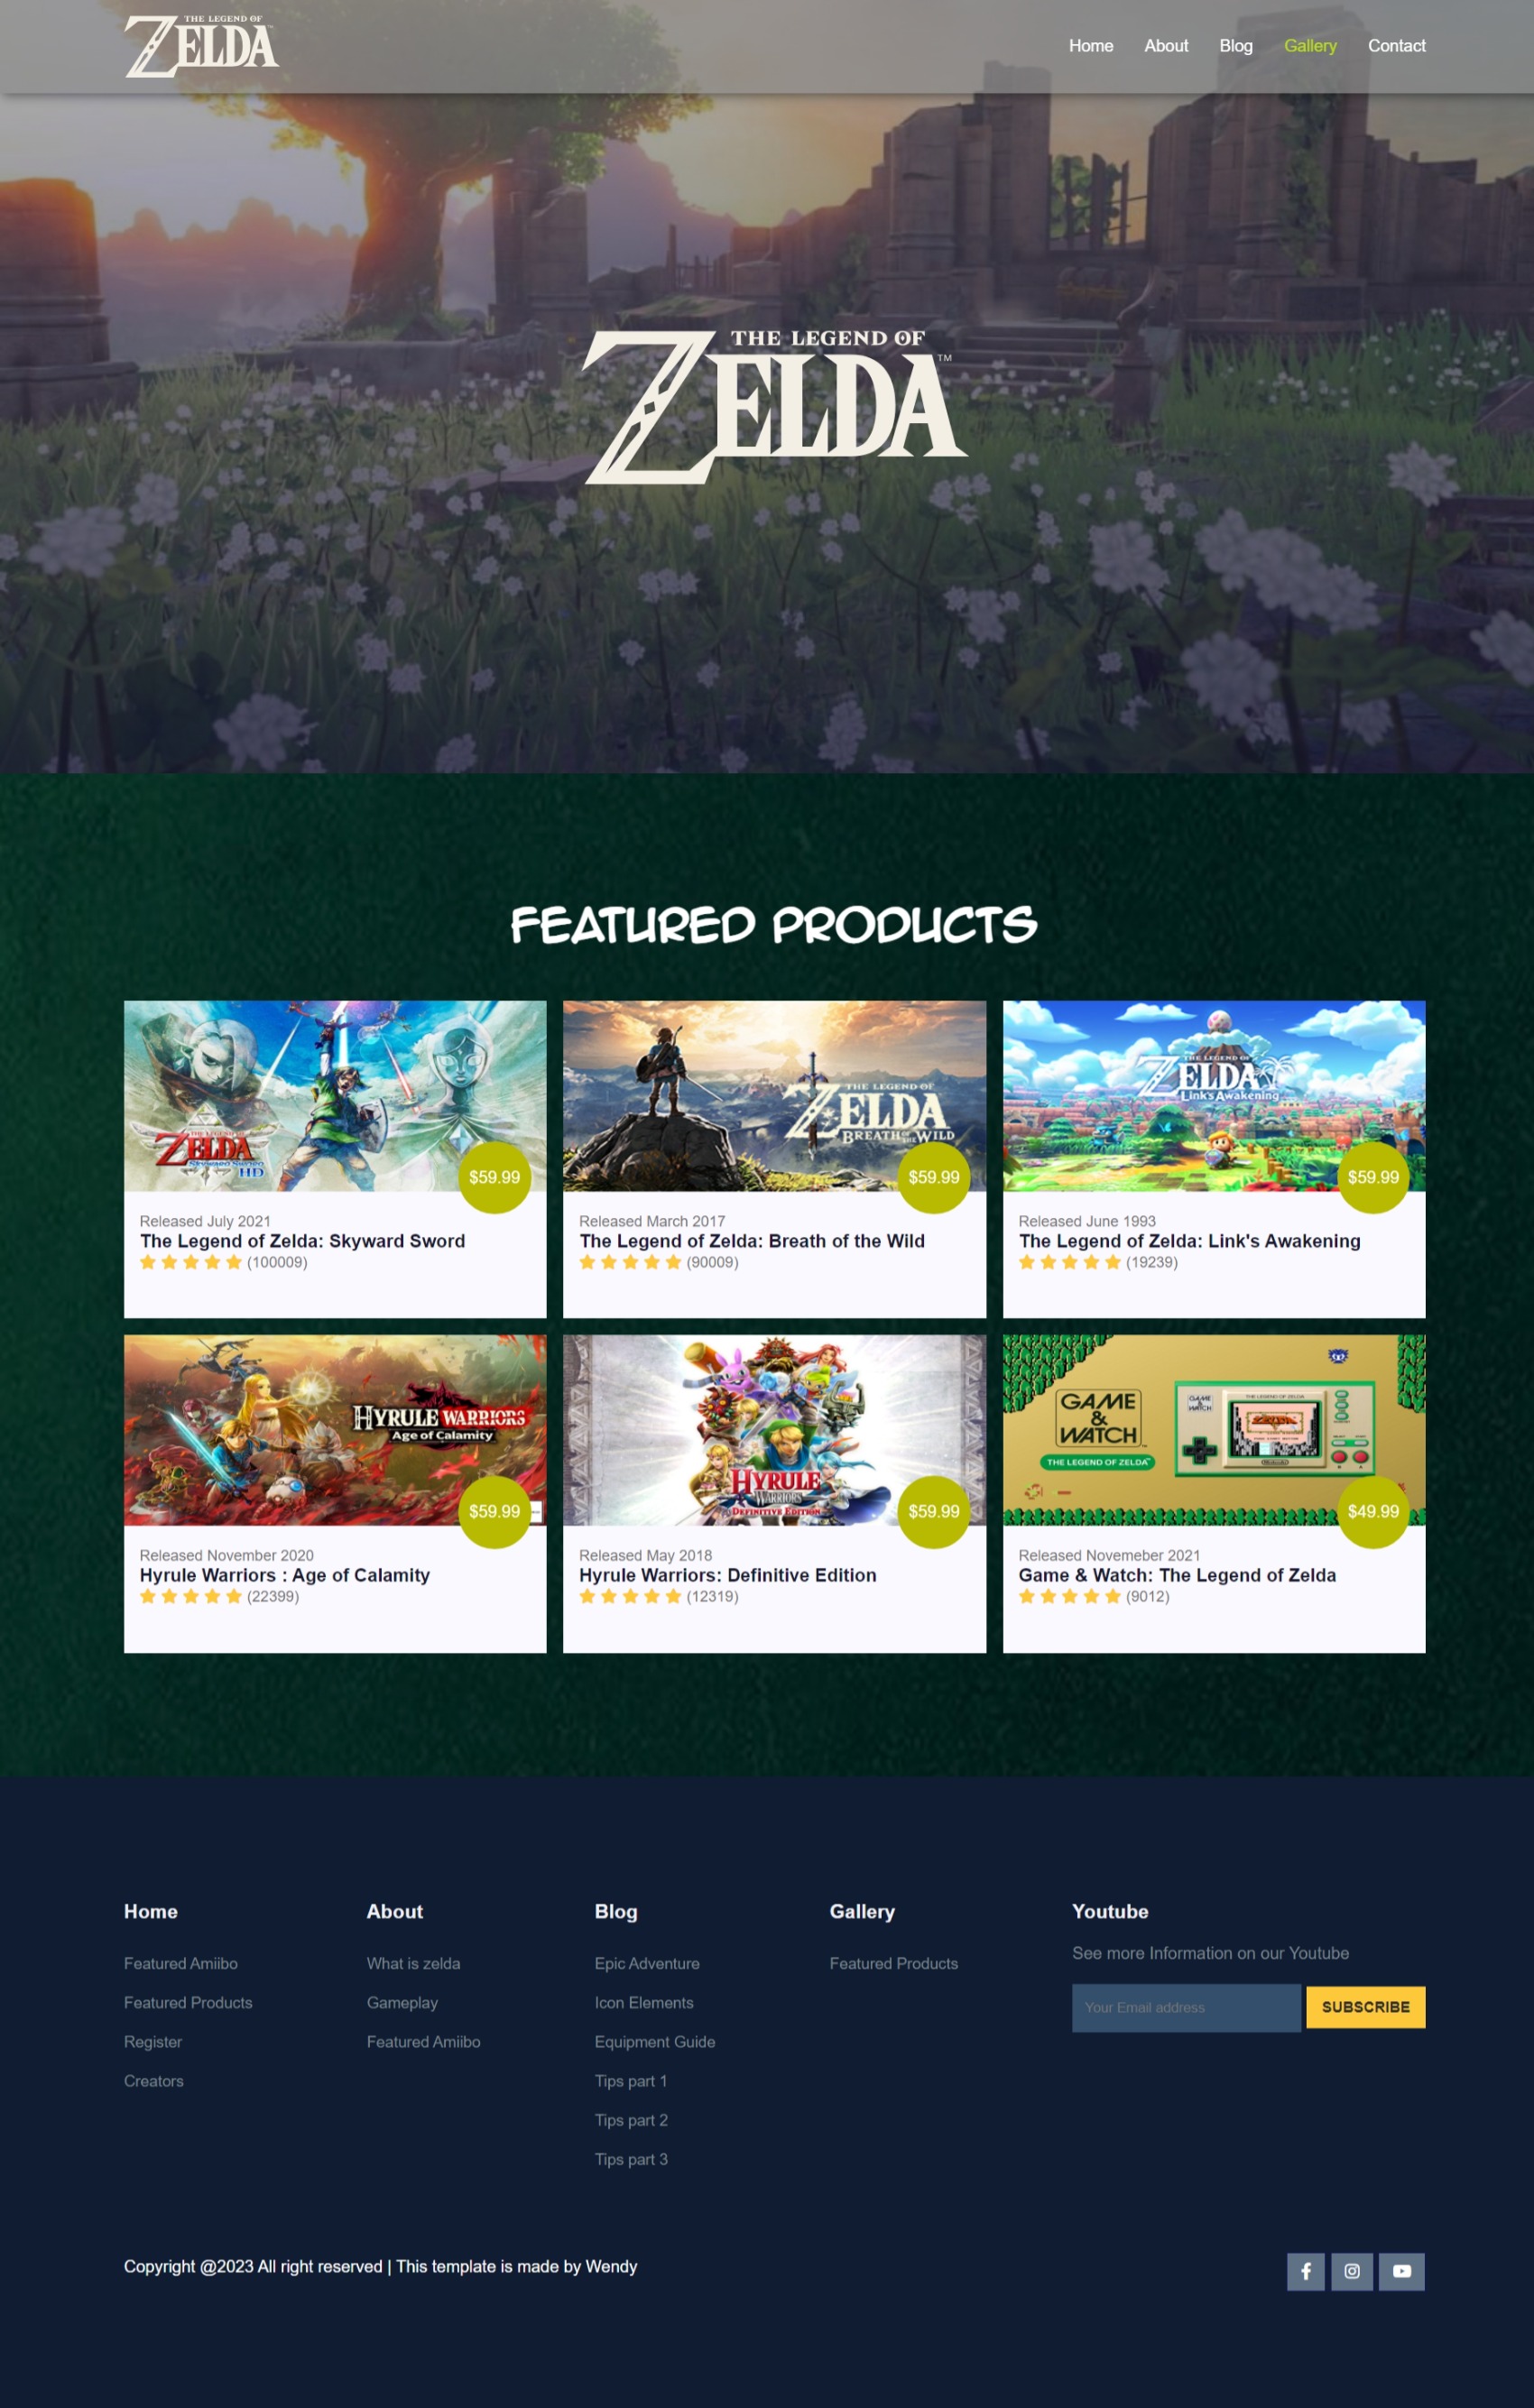 THE LEGEND OF
ZELDA
Home About Blog Gallery Contact
THE LEGEND OF
ZELDA™
FEATURED PRODUCTS
THE LEGEND OF
ZELDA
Skyward Sword
HD
$59.99
Released July 2021
The Legend of Zelda: Skyward Sword
(100009)
THE LEGEND OF
ZELDA
BREATH OF THE WILD
$59.99
Released March 2017
The Legend of Zelda: Breath of the Wild
(90009)
THE LEGEND OF
ZELDA
Link's Awakening
$59.99
Released June 1993
The Legend of Zelda: Link's Awakening
(19239)
HYRULE WARRIORS
Age of Calamity
$59.99
Released November 2020
Hyrule Warriors : Age of Calamity
(22399)
HYRULE
WARRIORS
DEFINITIVE EDITION
$59.99
Released May 2018
Hyrule Warriors: Definitive Edition
(12319)
GAME
&
WATCH
THE LEGEND OF ZELDA™
GAME
&
WATCH
THE LEGEND OF ZELDA
ZELDA
Nintendo
B A
$49.99
Released Novemeber 2021
Game & Watch: The Legend of Zelda
(9012)
Home
Featured Amiibo
Featured Products
Register
Creators
About
What is zelda
Gameplay
Featured Amiibo
Blog
Epic Adventure
Icon Elements
Equipment Guide
Tips part 1
Tips part 2
Tips part 3
Gallery
Featured Products
Youtube
See more Information on our Youtube
Your Email address
SUBSCRIBE
Copyright @2023 All right reserved | This template is made by Wendy